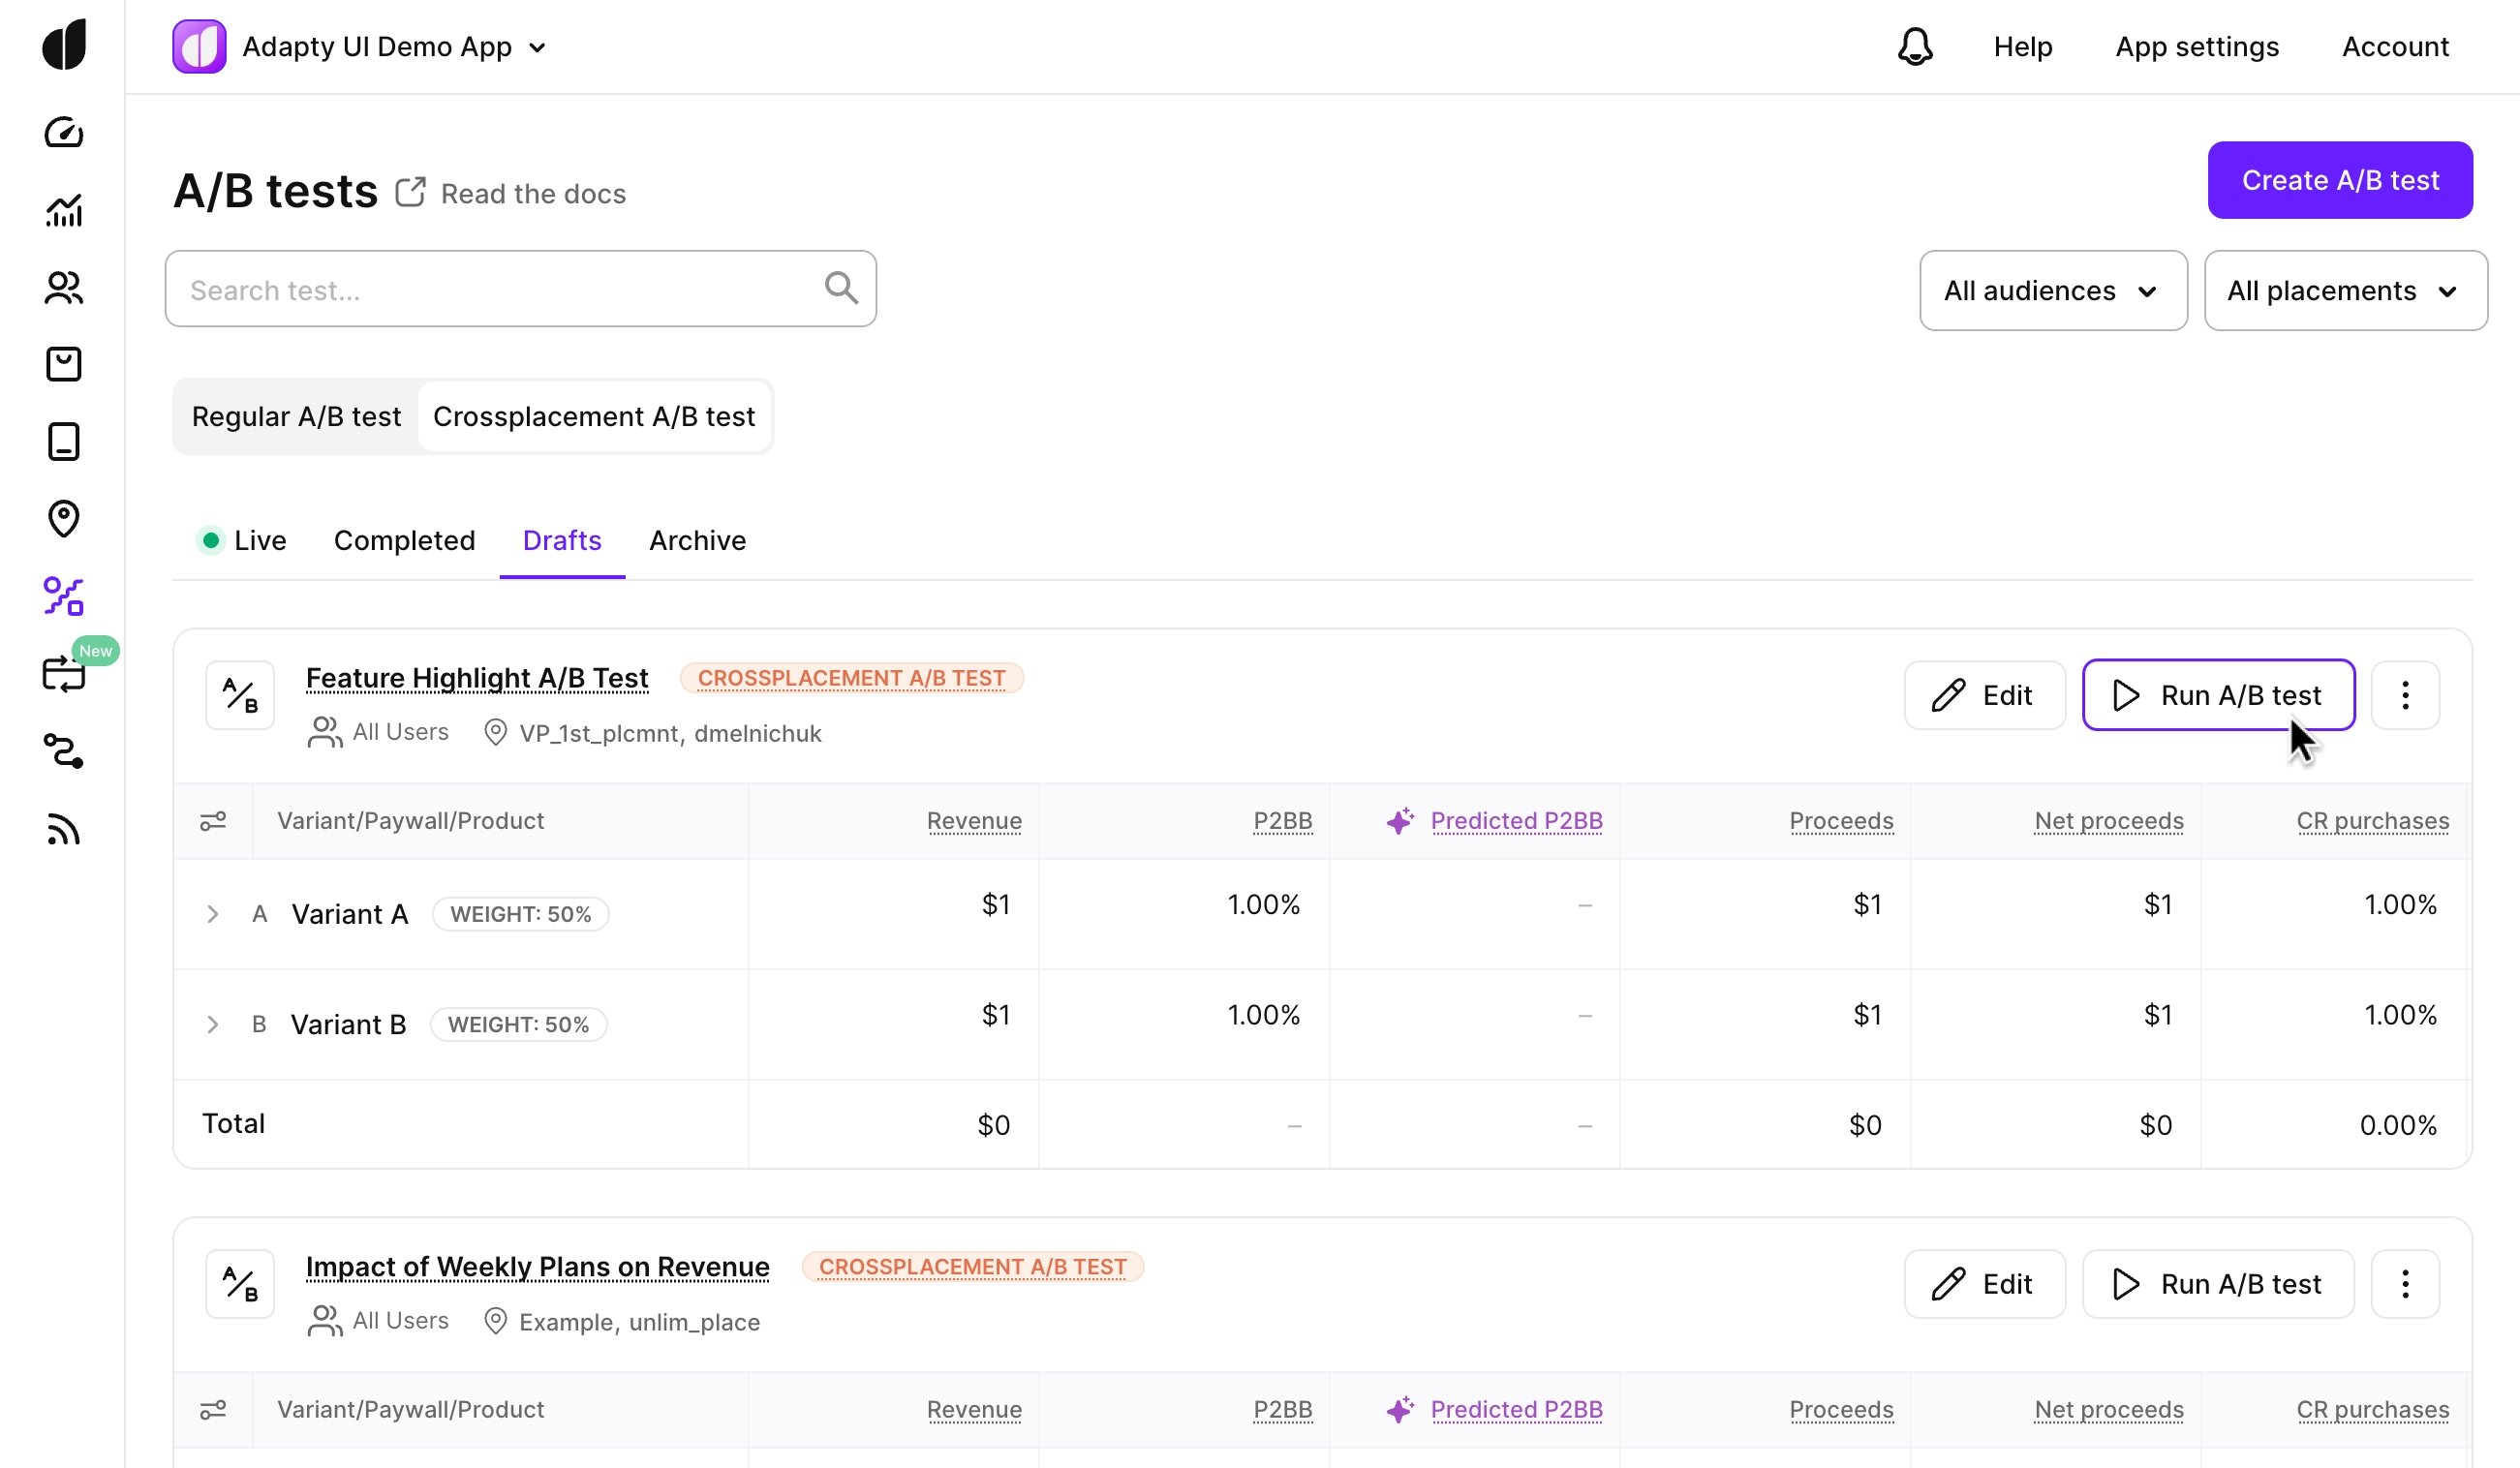 Adapty UI Demo App
Help
App settings
Account
A/B tests
Read the docs
Create A/B test
Search test...
All audiences
All placements
Regular A/B test
Crossplacement A/B test
Live
Completed
Drafts
Archive
New
A/B
Feature Highlight A/B Test
CROSSPLACEMENT A/B TEST
Edit
Run A/B test
All Users
VP_1st_plcmnt, dmelnichuk
Variant/Paywall/Product
Revenue
P2BB
Predicted P2BB
Proceeds
Net proceeds
CR purchases
A Variant A WEIGHT: 50% $1 1.00% – $1 $1 1.00%
B Variant B WEIGHT: 50% $1 1.00% – $1 $1 1.00%
Total $0 – – $0 $0 0.00%
A/B
Impact of Weekly Plans on Revenue
CROSSPLACEMENT A/B TEST
Edit
Run A/B test
All Users
Example, unlim_place
Variant/Paywall/Product
Revenue
P2BB
Predicted P2BB
Proceeds
Net proceeds
CR purchases